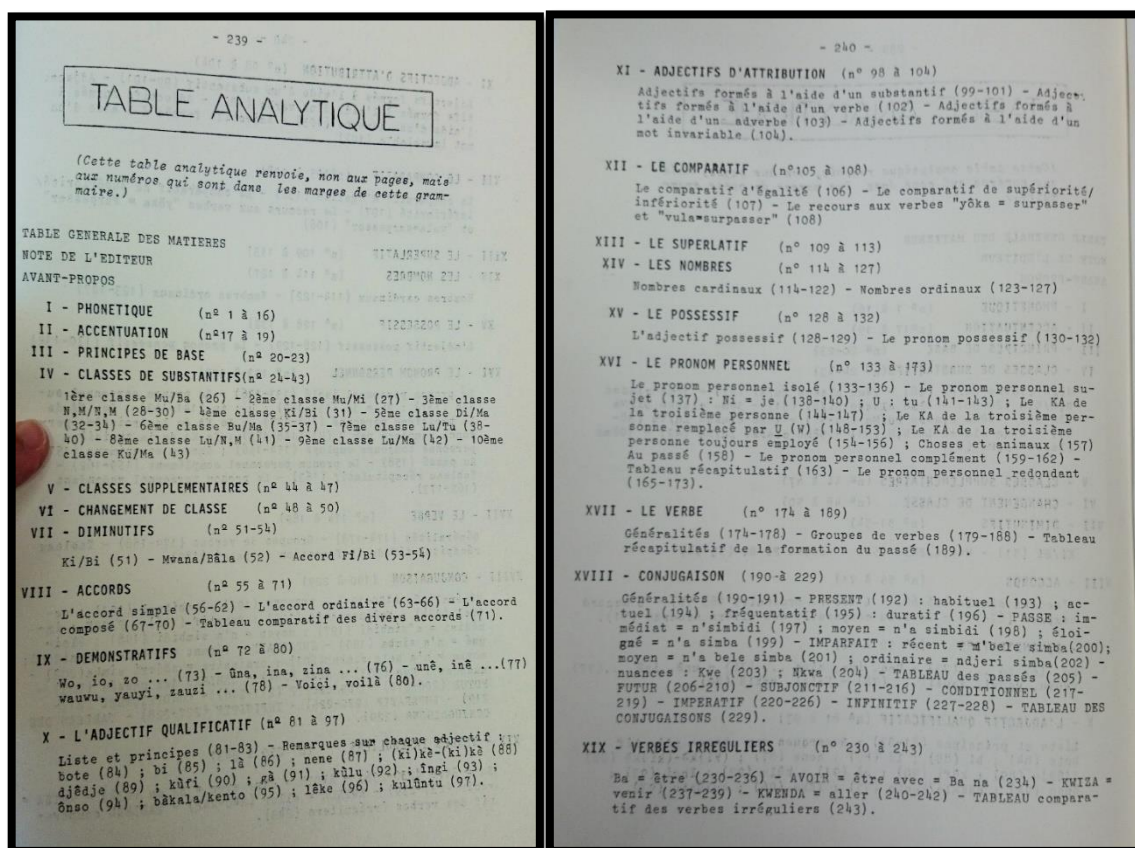 - 239 -
TABLE ANALYTIQUE
(Cette table analytique renvoie, non aux pages, mais
aux numéros qui sont dans les marges de cette gram-
maire.)
TABLE GENERALE DES MATIERES
NOTE DE L'EDITEUR
AVANT-PROPOS
I - PHONETIQUE (nº 1 à 16)
II - ACCENTUATION (nº17 à 19)
III - PRINCIPES DE BASE (nº 20-23)
IV - CLASSES DE SUBSTANTIFS(nº 24-43)
1ère classe Mu/Ba (26) - 2ème classe Mu/Mi (27) - 3ème classe
N,M/N,M (28-30) - 4ème classe Ki/Bi (31) - 5ème classe Di/Ma
(32-34) - 6ème classe Bu/Ma (35-37) - 7ème classe Lu/Tu (38-
40) - 8ème classe Lu/N,M (41) - 9ème classe Lu/Ma (42) - 10ème
classe Ku/Ma (43)
V - CLASSES SUPPLEMENTAIRES (nº 44 à 47)
VI - CHANGEMENT DE CLASSE (nº 48 à 50)
VII - DIMINUTIFS (nº 51-54)
Ki/Bi (51) - Mvana/Bâla (52) - Accord Fi/Bi (53-54)
VIII - ACCORDS (nº 55 à 71)
L'accord simple (56-62) - L'accord ordinaire (63-66) - L'accord
composé (67-70) - Tableau comparatif des divers accords (71).
IX - DEMONSTRATIFS (nº 72 à 80)
Wo, io, zo ... (73) - ûna, ina, zina ... (76) - unê, inê ...(77)
wauwu, yauyi, zauzi ... (78) - Voici, voilà (80).
X - L'ADJECTIF QUALIFICATIF (nº 81 à 97)
Liste et principes (81-83) - Remarques sur chaque adjectif :
bote (84) ; bi (85) ; là (86) ; nene (87) ; (ki)kè-(ki)kè (88)
djêdje (89) ; kûfi (90) ; gâ (91) ; kùlu (92) ; îngi (93) ;
ônso (94) ; bàkala/kento (95) ; lêke (96) ; kulûntu (97).
- 240 -
XI - ADJECTIFS D'ATTRIBUTION (n° 98 à 104)
Adjectifs formés à l'aide d'un substantif (99-101) - Adjec-
tifs formés à l'aide d'un verbe (102) - Adjectifs formés à
l'aide d'un adverbe (103) - Adjectifs formés à l'aide d'un
mot invariable (104).
XII - LE COMPARATIF (n°105 à 108)
Le comparatif d'égalité (106) - Le comparatif de supériorité/
infériorité (107) - Le recours aux verbes "yôka = surpasser"
et "vula=surpasser" (108)
XIII - LE SUPERLATIF (n° 109 à 113)
XIV - LES NOMBRES (n° 114 à 127)
Nombres cardinaux (114-122) - Nombres ordinaux (123-127)
XV - LE POSSESSIF (n° 128 à 132)
L'adjectif possessif (128-129) - Le pronom possessif (130-132)
XVI - LE PRONOM PERSONNEL (n° 133 à 173)
Le pronom personnel isolé (133-136) - Le pronom personnel su-
jet (137) : Ni = je (138-140) ; U : tu (141-143) ; Le KA de
la troisième personne (144-147) ; Le KA de la troisième per-
sonne remplacé par U (W) (148-153) ; Le KA de la troisième
personne toujours employé (154-156) ; Choses et animaux (157)
Au passé (158) - Le pronom personnel complément (159-162) -
Tableau récapitulatif (163) - Le pronom personnel redondant
(165-173).
XVII - LE VERBE (n° 174 à 189)
Généralités (174-178) - Groupes de verbes (179-188) - Tableau
récapitulatif de la formation du passé (189).
XVIII - CONJUGAISON (190 à 229)
Généralités (190-191) - PRESENT (192) : habituel (193) ; ac-
tuel (194) ; fréquentatif (195) : duratif (196) - PASSE : im-
médiat = n'simbidi (197) ; moyen = n'a simbidi (198) ; éloi-
gné = n'a simba (199) - IMPARFAIT : récent = m'bele simba(200);
moyen = n'a bele simba (201) ; ordinaire = ndjeri simba(202) -
nuances : Kwe (203) ; Nkwa (204) - TABLEAU des passés (205) -
FUTUR (206-210) - SUBJONCTIF (211-216) - CONDITIONNEL (217-
219) - IMPERATIF (220-226) - INFINITIF (227-228) - TABLEAU DES
CONJUGAISONS (229).
XIX - VERBES IRREGULIERS (n° 230 à 243)
Ba = être (230-236) - AVOIR = être avec = Ba na (234) - KWIZA =
venir (237-239) - KWENDA = aller (240-242) - TABLEAU compara-
tif des verbes irréguliers (243).